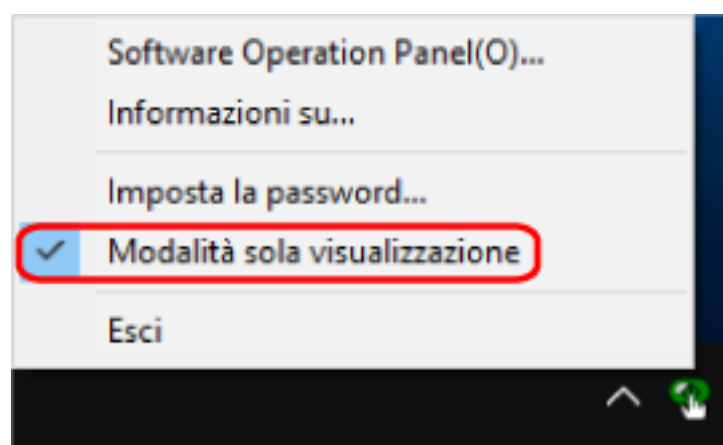 Software Operation Panel(O)...
Informazioni su...
Imposta la password...
Modalità sola visualizzazione
Esci